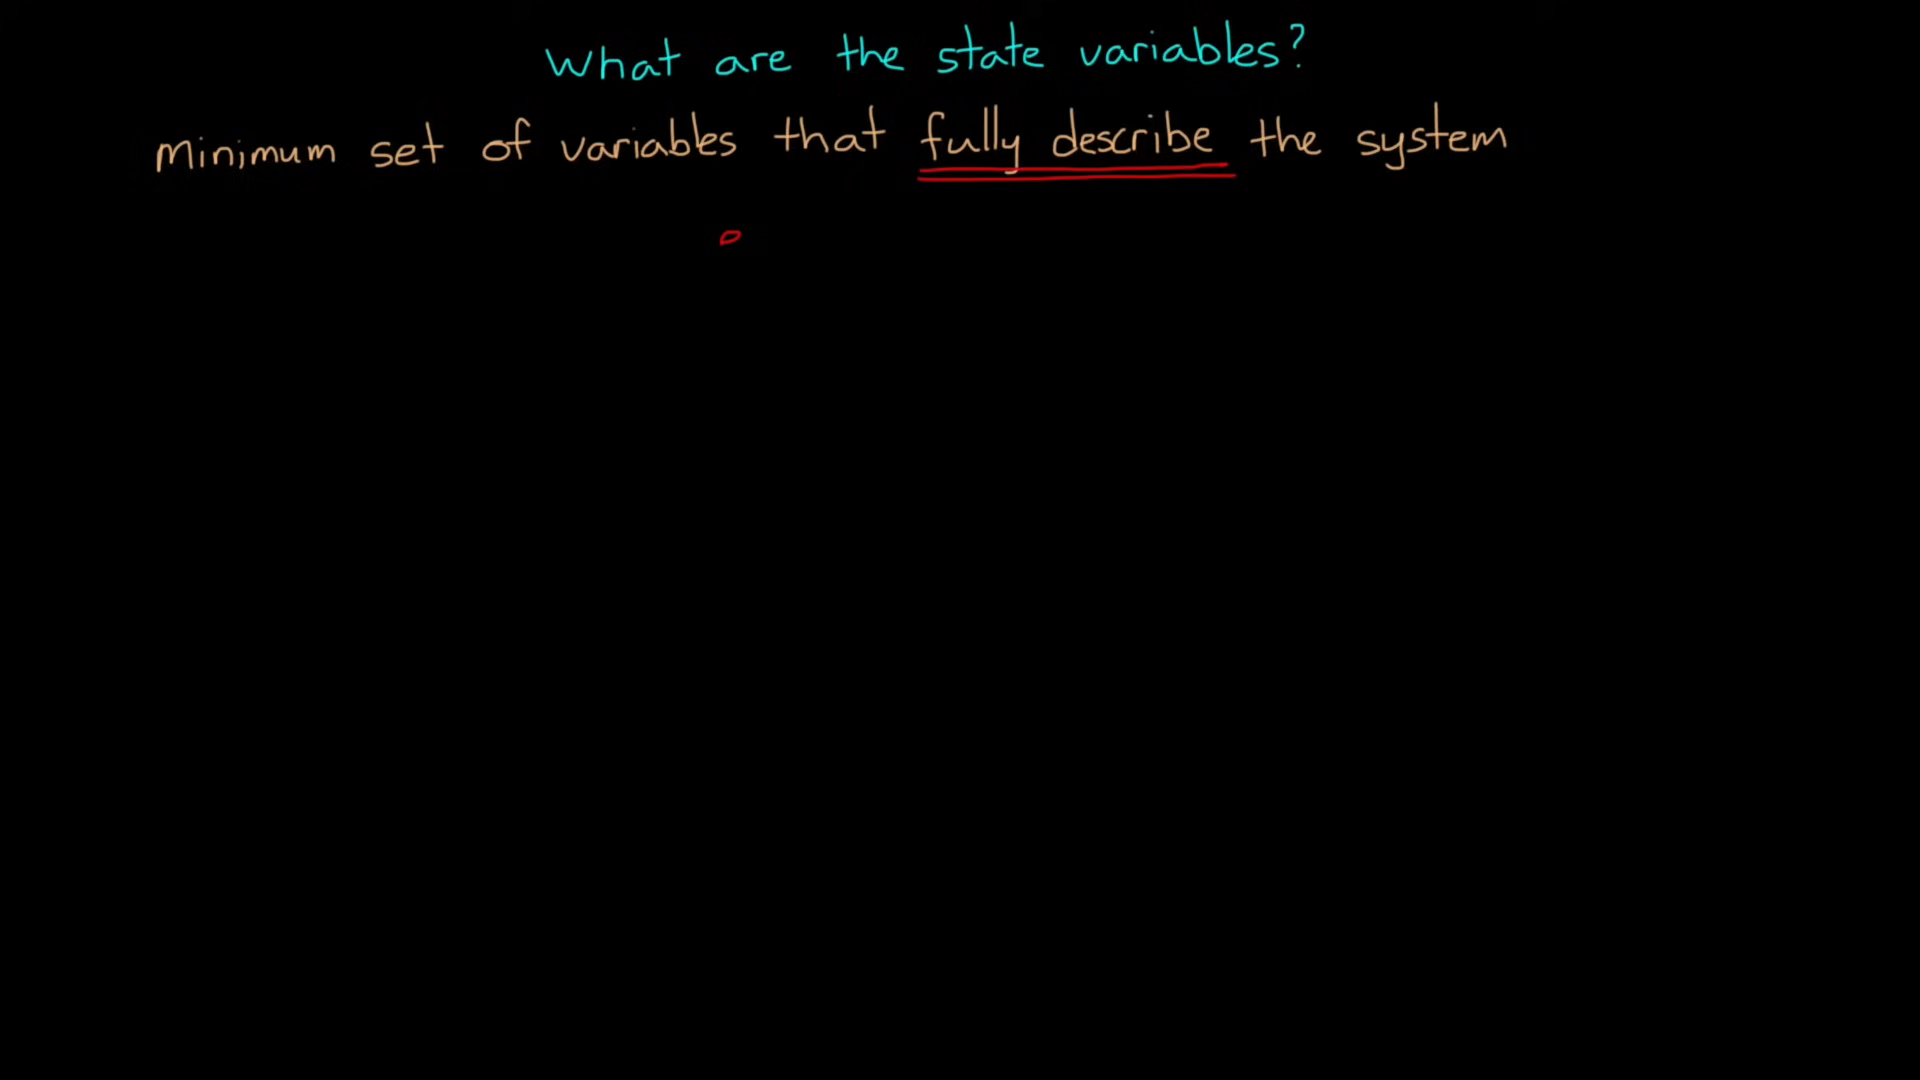 What are the state variables?
Minimum set of variables that fully describe the system